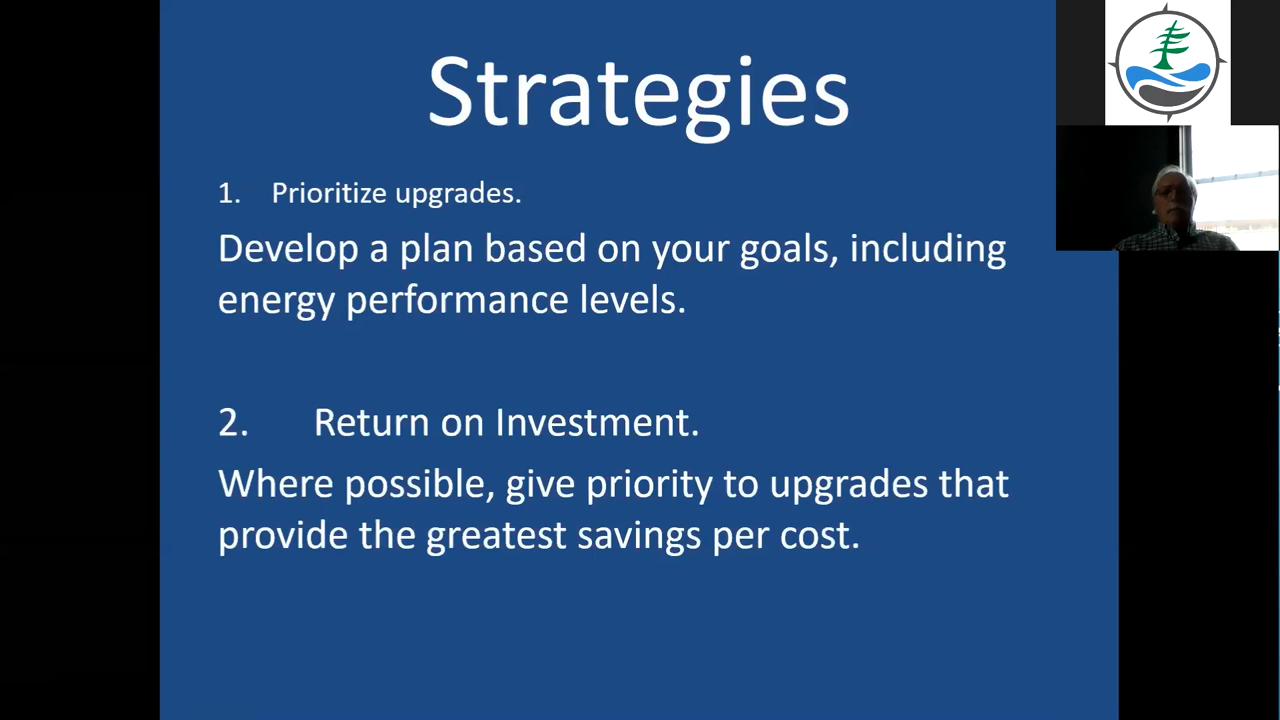 Strategies
1. Prioritize upgrades.
Develop a plan based on your goals, including
energy performance levels.
2. Return on Investment.
Where possible, give priority to upgrades that
provide the greatest savings per cost.